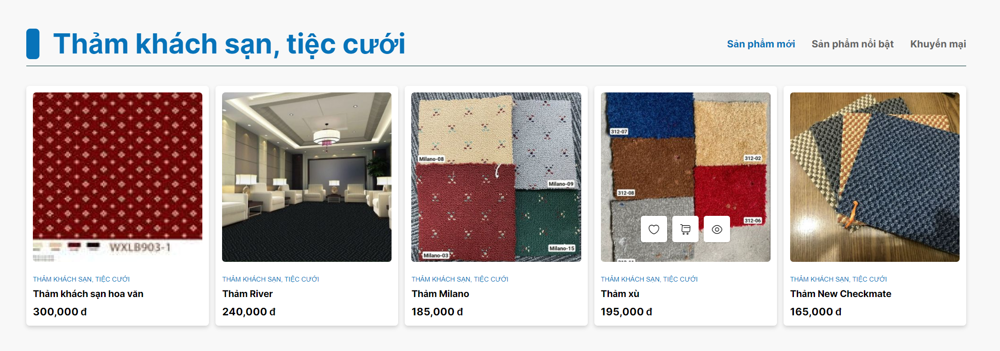 Thảm khách sạn, tiệc cưới
Sản phẩm mới
Sản phẩm nổi bật
Khuyến mại
WXLB903-1
THẢM KHÁCH SẠN, TIỆC CƯỚI
Thảm khách sạn hoa văn
300,000 đ
THẢM KHÁCH SẠN, TIỆC CƯỚI
Thảm River
240,000 đ
Milano-08
Milano-09
Milano-15
Milano-03
THẢM KHÁCH SẠN, TIỆC CƯỚI
Thảm Milano
185,000 đ
312-07
312-02
312-08
312-06
THẢM KHÁCH SẠN, TIỆC CƯỚI
Thảm xù
195,000 đ
THẢM KHÁCH SẠN, TIỆC CƯỚI
Thảm New Checkmate
165,000 đ